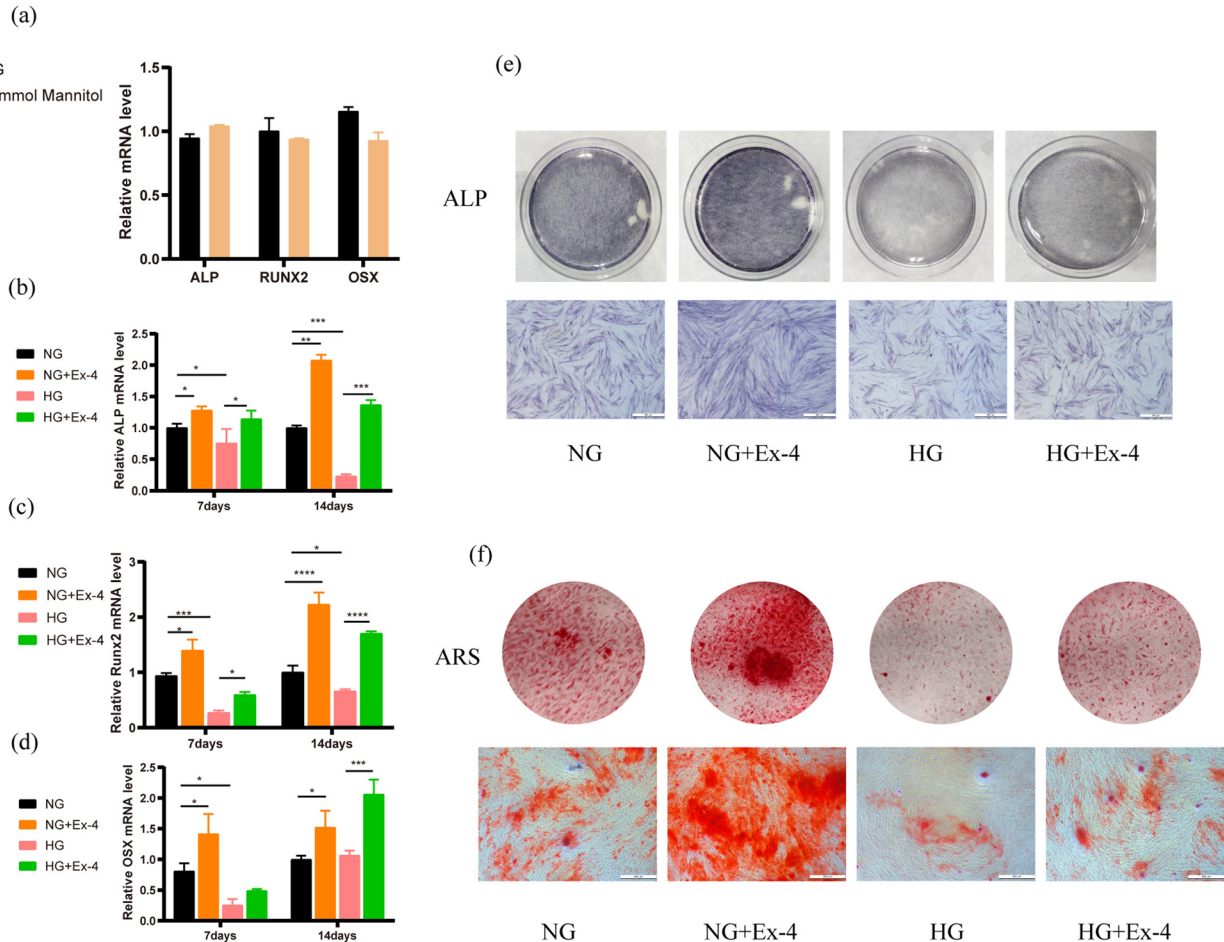 (a)
G
mmol Mannitol
Relative mRNA level
1.5
1.0
0.5
0.0
ALP RUNX2 OSX
(b)
NG
NG+Ex-4
HG
HG+Ex-4
Relative ALP mRNA level
2.5
2.0
1.5
1.0
0.5
0.0
* * * ** *** ***
7days 14days
(c)
NG
NG+Ex-4
HG
HG+Ex-4
Relative Runx2 mRNA level
3
2
1
0
*** * * * **** ****
7days 14days
(d)
NG
NG+Ex-4
HG
HG+Ex-4
Relative OSX mRNA level
2.5
2.0
1.5
1.0
0.5
0.0
* * * ***
7days 14days
(e)
ALP
NG NG+Ex-4 HG HG+Ex-4
(f)
ARS
NG NG+Ex-4 HG HG+Ex-4